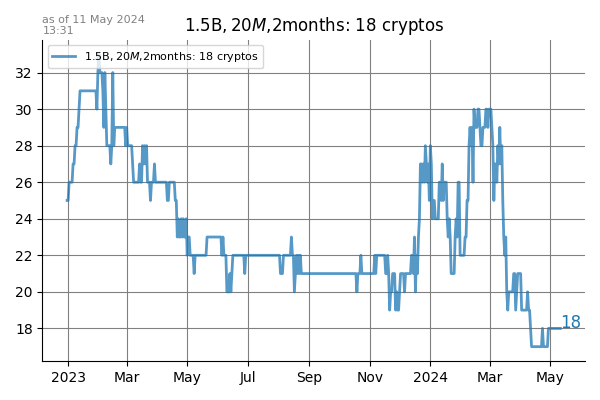 as of 11 May 2024
13:31
1.5B, 20M, 2months: 18 cryptos
1.5B, 20M, 2months: 18 cryptos
32
30
28
26
24
22
20
18
18
2023
Mar
May
Jul
Sep
Nov
2024
Mar
May